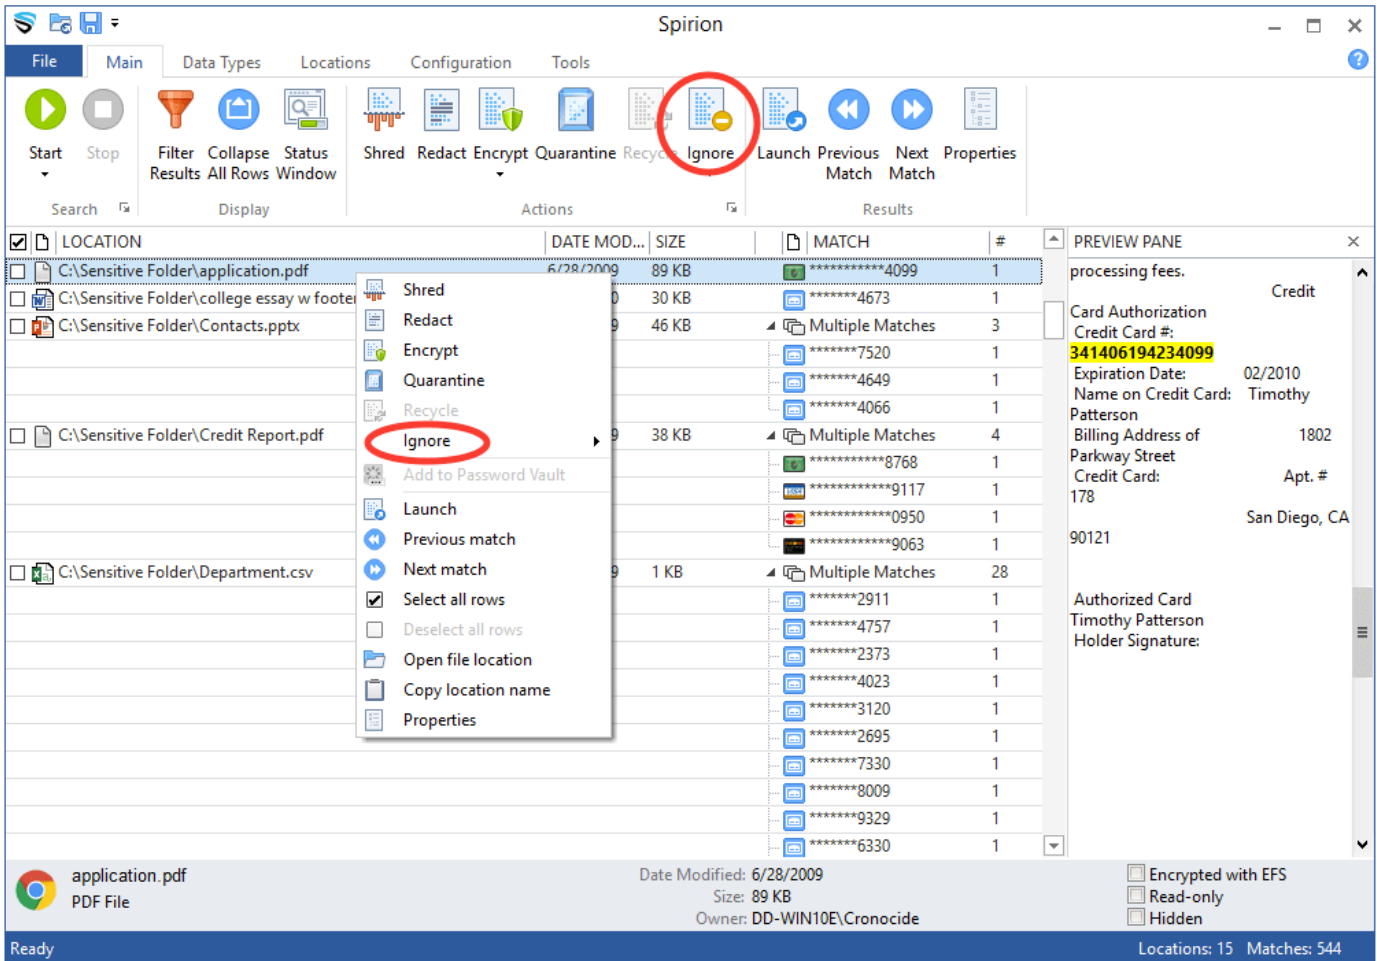 Spirion
File Main Data Types Locations Configuration Tools
Start Stop Filter Results Collapse All Rows Status Window Shred Redact Encrypt Quarantine Recycle Ignore Launch Previous Match Next Match Properties
Search Display Actions Results
LOCATION DATE MOD... SIZE MATCH #
C:\Sensitive Folder\application.pdf 6/28/2009 89 KB ***********4099 1
C:\Sensitive Folder\college essay w footer 0 30 KB *******4673 1
C:\Sensitive Folder\Contacts.pptx 9 46 KB Multiple Matches 3
*******7520 1
*******4649 1
*******4066 1
C:\Sensitive Folder\Credit Report.pdf 9 38 KB Multiple Matches 4
***********8768 1
************9117 1
************0950 1
************9063 1
C:\Sensitive Folder\Department.csv 9 1 KB Multiple Matches 28
*******2911 1
*******4757 1
*******2373 1
*******4023 1
*******3120 1
*******2695 1
*******7330 1
*******8009 1
*******9329 1
*******6330 1
Shred
Redact
Encrypt
Quarantine
Recycle
Ignore
Add to Password Vault
Launch
Previous match
Next match
Select all rows
Deselect all rows
Open file location
Copy location name
Properties
PREVIEW PANE
processing fees.
Credit
Card Authorization
Credit Card #:
341406194234099
Expiration Date: 02/2010
Name on Credit Card: Timothy
Patterson
Billing Address of 1802
Parkway Street
Credit Card: Apt. #
178
San Diego, CA
90121
Authorized Card
Timothy Patterson
Holder Signature:
application.pdf
PDF File
Date Modified: 6/28/2009
Size: 89 KB
Owner: DD-WIN10E\Cronocide
Encrypted with EFS
Read-only
Hidden
Ready
Locations: 15 Matches: 544